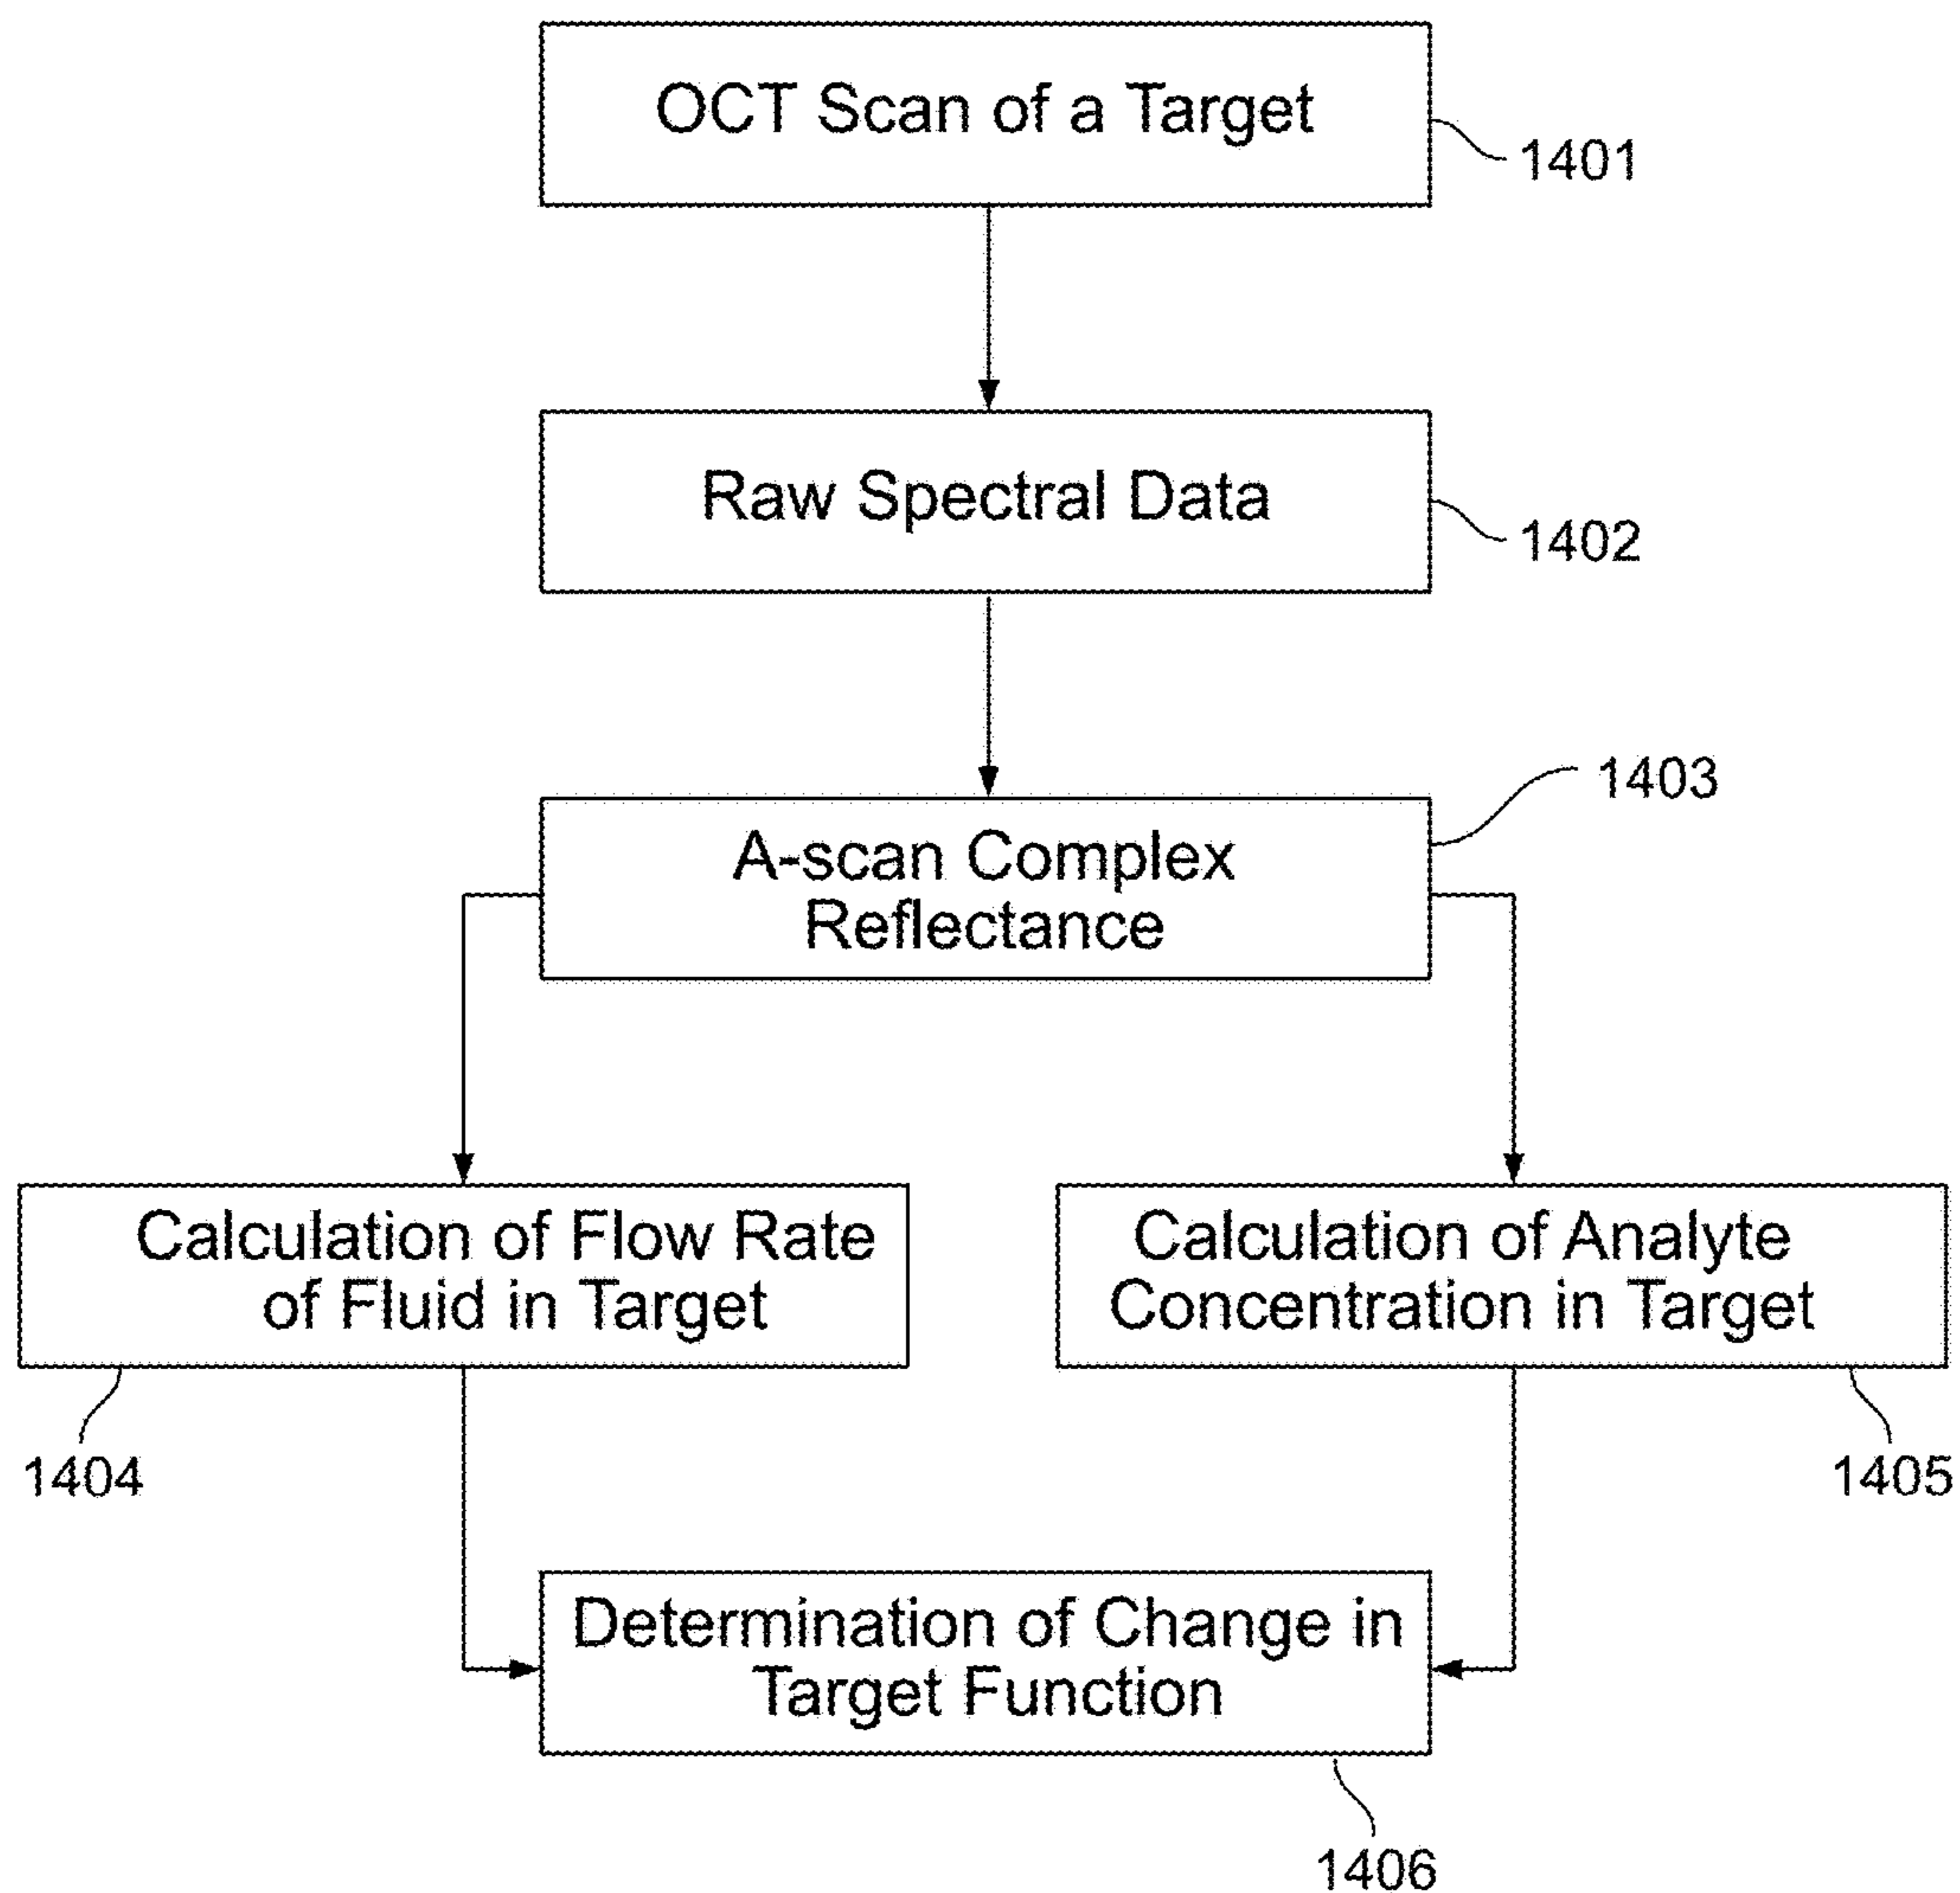 OCT Scan of a Target
1401
Raw Spectral Data
1402
1403
A-scan Complex
Reflectance
Calculation of Flow Rate
of Fluid in Target
1404
Calculation of Analyte
Concentration in Target
1405
Determination of Change in
Target Function
1406